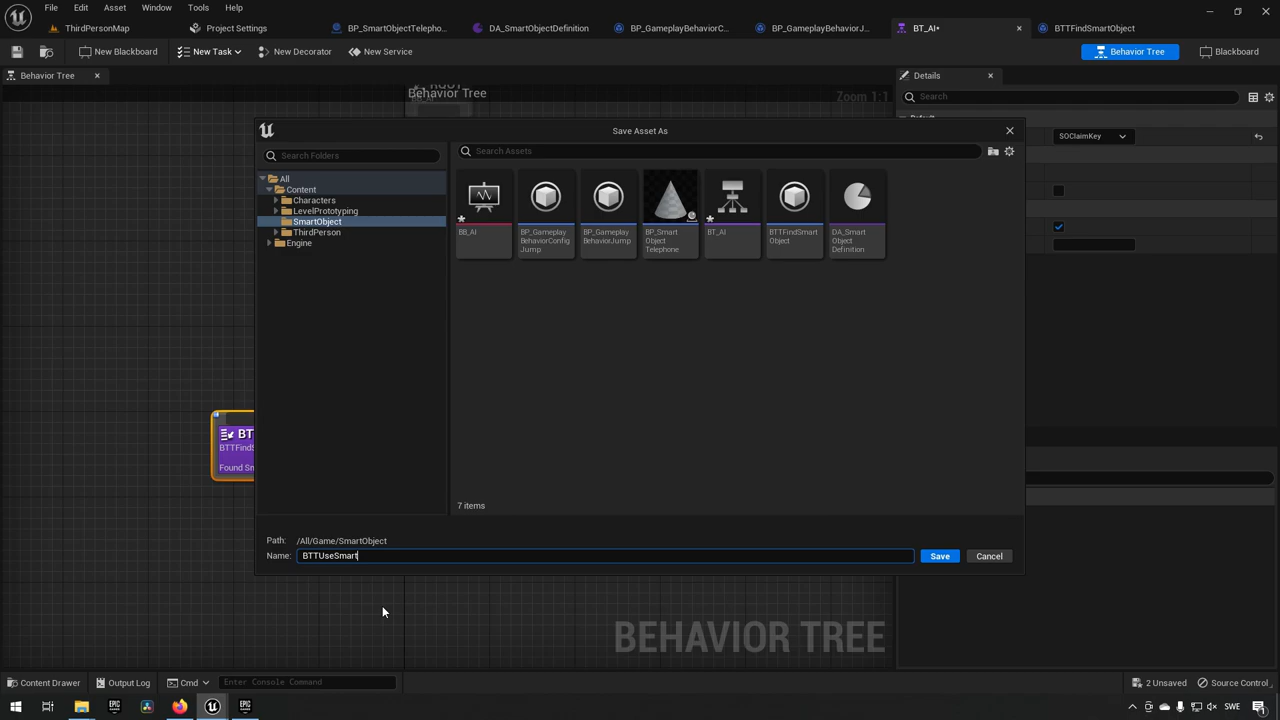 File Edit Asset Window Tools Help
ThirdPersonMap Project Settings BP_SmartObjectTelepho... DA_SmartObjectDefinition BP_GameplayBehaviorC... BP_GameplayBehaviorJ... BT_AI* BTTFindSmartObject
New Blackboard New Task New Decorator New Service Behavior Tree Blackboard
Behavior Tree Details
Behavior Tree Zoom 1:1 Search
Save Asset As
SOClaimKey
Search Folders Search Assets
All
Content
Characters
LevelPrototyping
SmartObject
ThirdPerson
Engine
BB_AI
BP_Gameplay
BehaviorConfig
Jump
BP_Gameplay
BehaviorJump
BP_Smart
Object
Telephone
BT_AI
BTTFindSmart
Object
DA_Smart
Object
Definition
7 items
Path: /All/Game/SmartObject
Name: BTTUseSmart Save Cancel
BT
BTTFindS
Found Sm
BEHAVIOR TREE
Content Drawer Output Log Cmd Enter Console Command 2 Unsaved Source Control
SWE